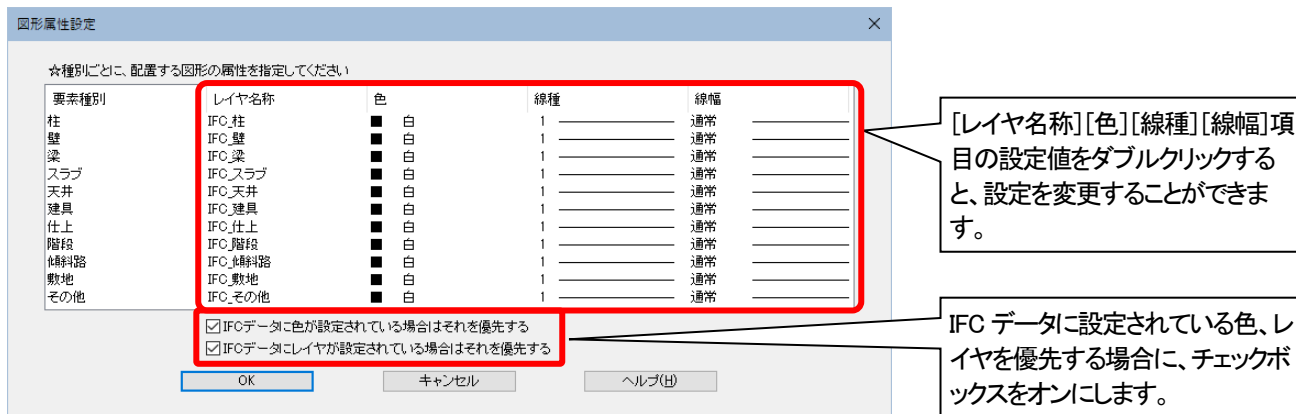 図形属性設定
☆種別ごとに、配置する図形の属性を指定してください
要素種別 レイヤ名称 色 線種 線幅
柱 IFC_柱 白 1 通常
壁 IFC_壁 白 1 通常
梁 IFC_梁 白 1 通常
スラブ IFC_スラブ 白 1 通常
天井 IFC_天井 白 1 通常
建具 IFC_建具 白 1 通常
仕上 IFC_仕上 白 1 通常
階段 IFC_階段 白 1 通常
傾斜路 IFC_傾斜路 白 1 通常
敷地 IFC_敷地 白 1 通常
その他 IFC_その他 白 1 通常
IFCデータに色が設定されている場合はそれを優先する
IFCデータにレイヤが設定されている場合はそれを優先する
OK キャンセル ヘルプ(H)
[レイヤ名称][色][線種][線幅]項
目の設定値をダブルクリックする
と、設定を変更することができま
す。
IFC データに設定されている色、レ
イヤを優先する場合に、チェックボ
ックスをオンにします。